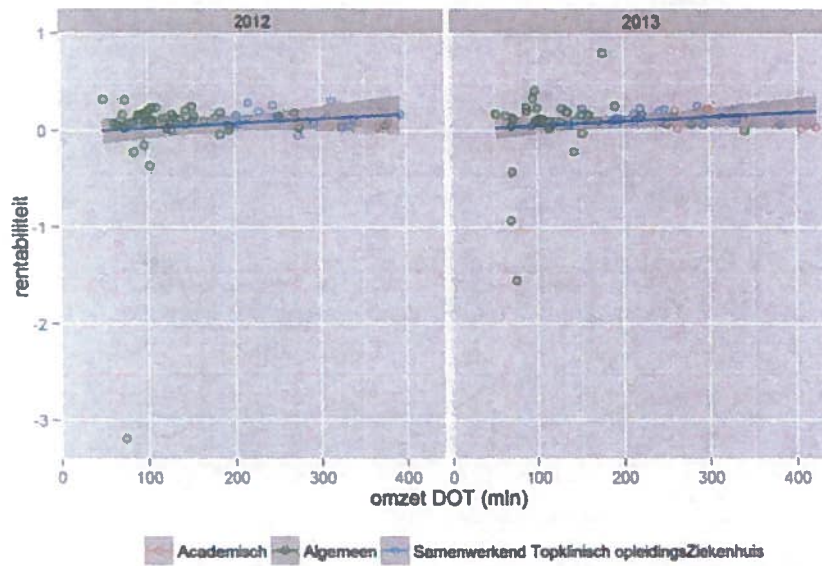 2012 2013
1
0
-1
-2
-3
rentabiliteit
0 100 200 300 400 0 100 200 300 400
omzet DOT (mln)
Academisch Algemeen Samenwerkend Topklinisch opleidingsZiekenhuis